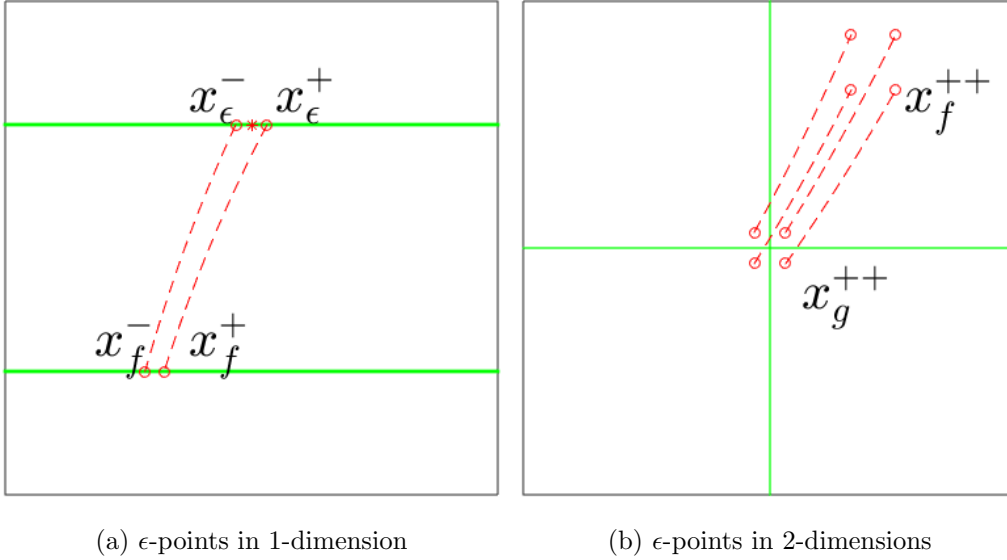 x_ϵ^- x_ϵ^+
x_f^- x_f^+
x_f^{++}
x_g^{++}
(a) ϵ-points in 1-dimension
(b) ϵ-points in 2-dimensions